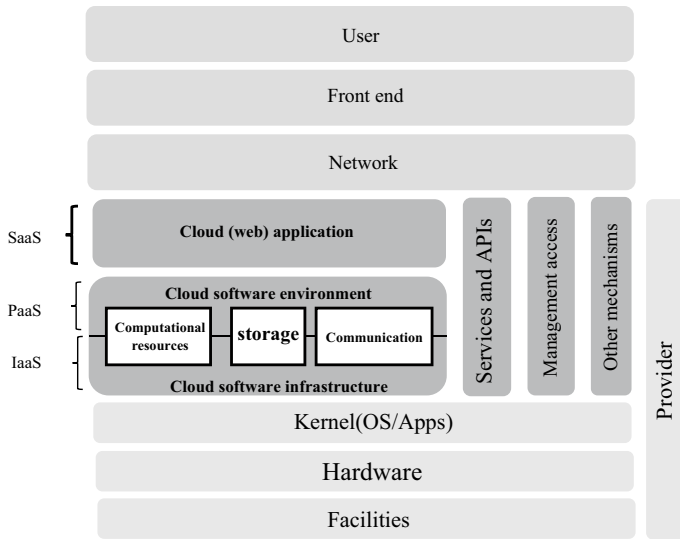 User
Front end
Network
SaaS
Cloud (web) application
PaaS
Cloud software environment
Computational
resources
storage
Communication
IaaS
Cloud software infrastructure
Services and APIs
Management access
Other mechanisms
Provider
Kernel(OS/Apps)
Hardware
Facilities